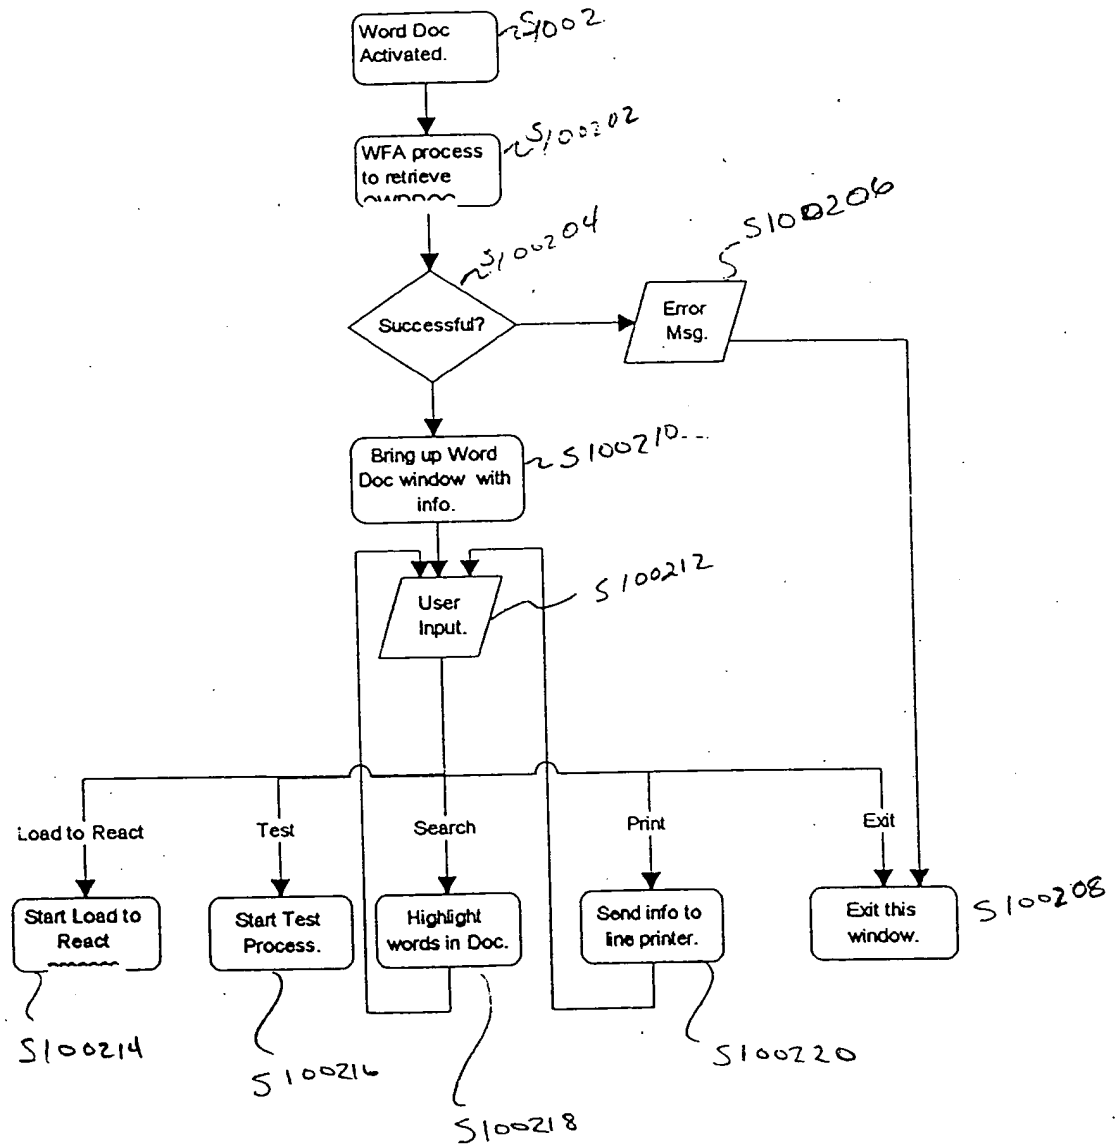 Word Doc
Activated.
S1002
WFA process
to retrieve
S100202
S100204
Successful?
S100206
Error
Msg.
Bring up Word
Doc window with
info.
S100210
User
Input.
S100212
Load to React
Test
Search
Print
Exit
Start Load to
React
Start Test
Process.
Highlight
words in Doc.
Send info to
line printer.
Exit this
window.
S100208
S100214
S100216
S100218
S100220